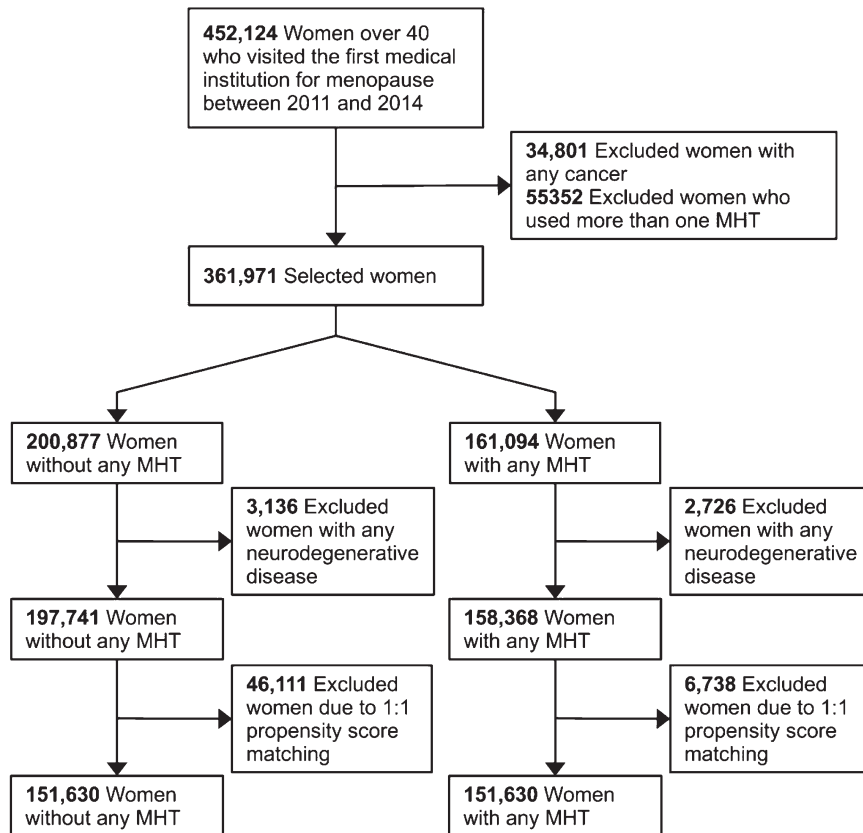 452,124 Women over 40
who visited the first medical
institution for menopause
between 2011 and 2014
34,801 Excluded women with
any cancer
55352 Excluded women who
used more than one MHT
361,971 Selected women
200,877 Women
without any MHT
161,094 Women
with any MHT
3,136 Excluded
women with any
neurodegenerative
disease
2,726 Excluded
women with any
neurodegenerative
disease
197,741 Women
without any MHT
158,368 Women
with any MHT
46,111 Excluded
women due to 1:1
propensity score
matching
6,738 Excluded
women due to 1:1
propensity score
matching
151,630 Women
without any MHT
151,630 Women
with any MHT